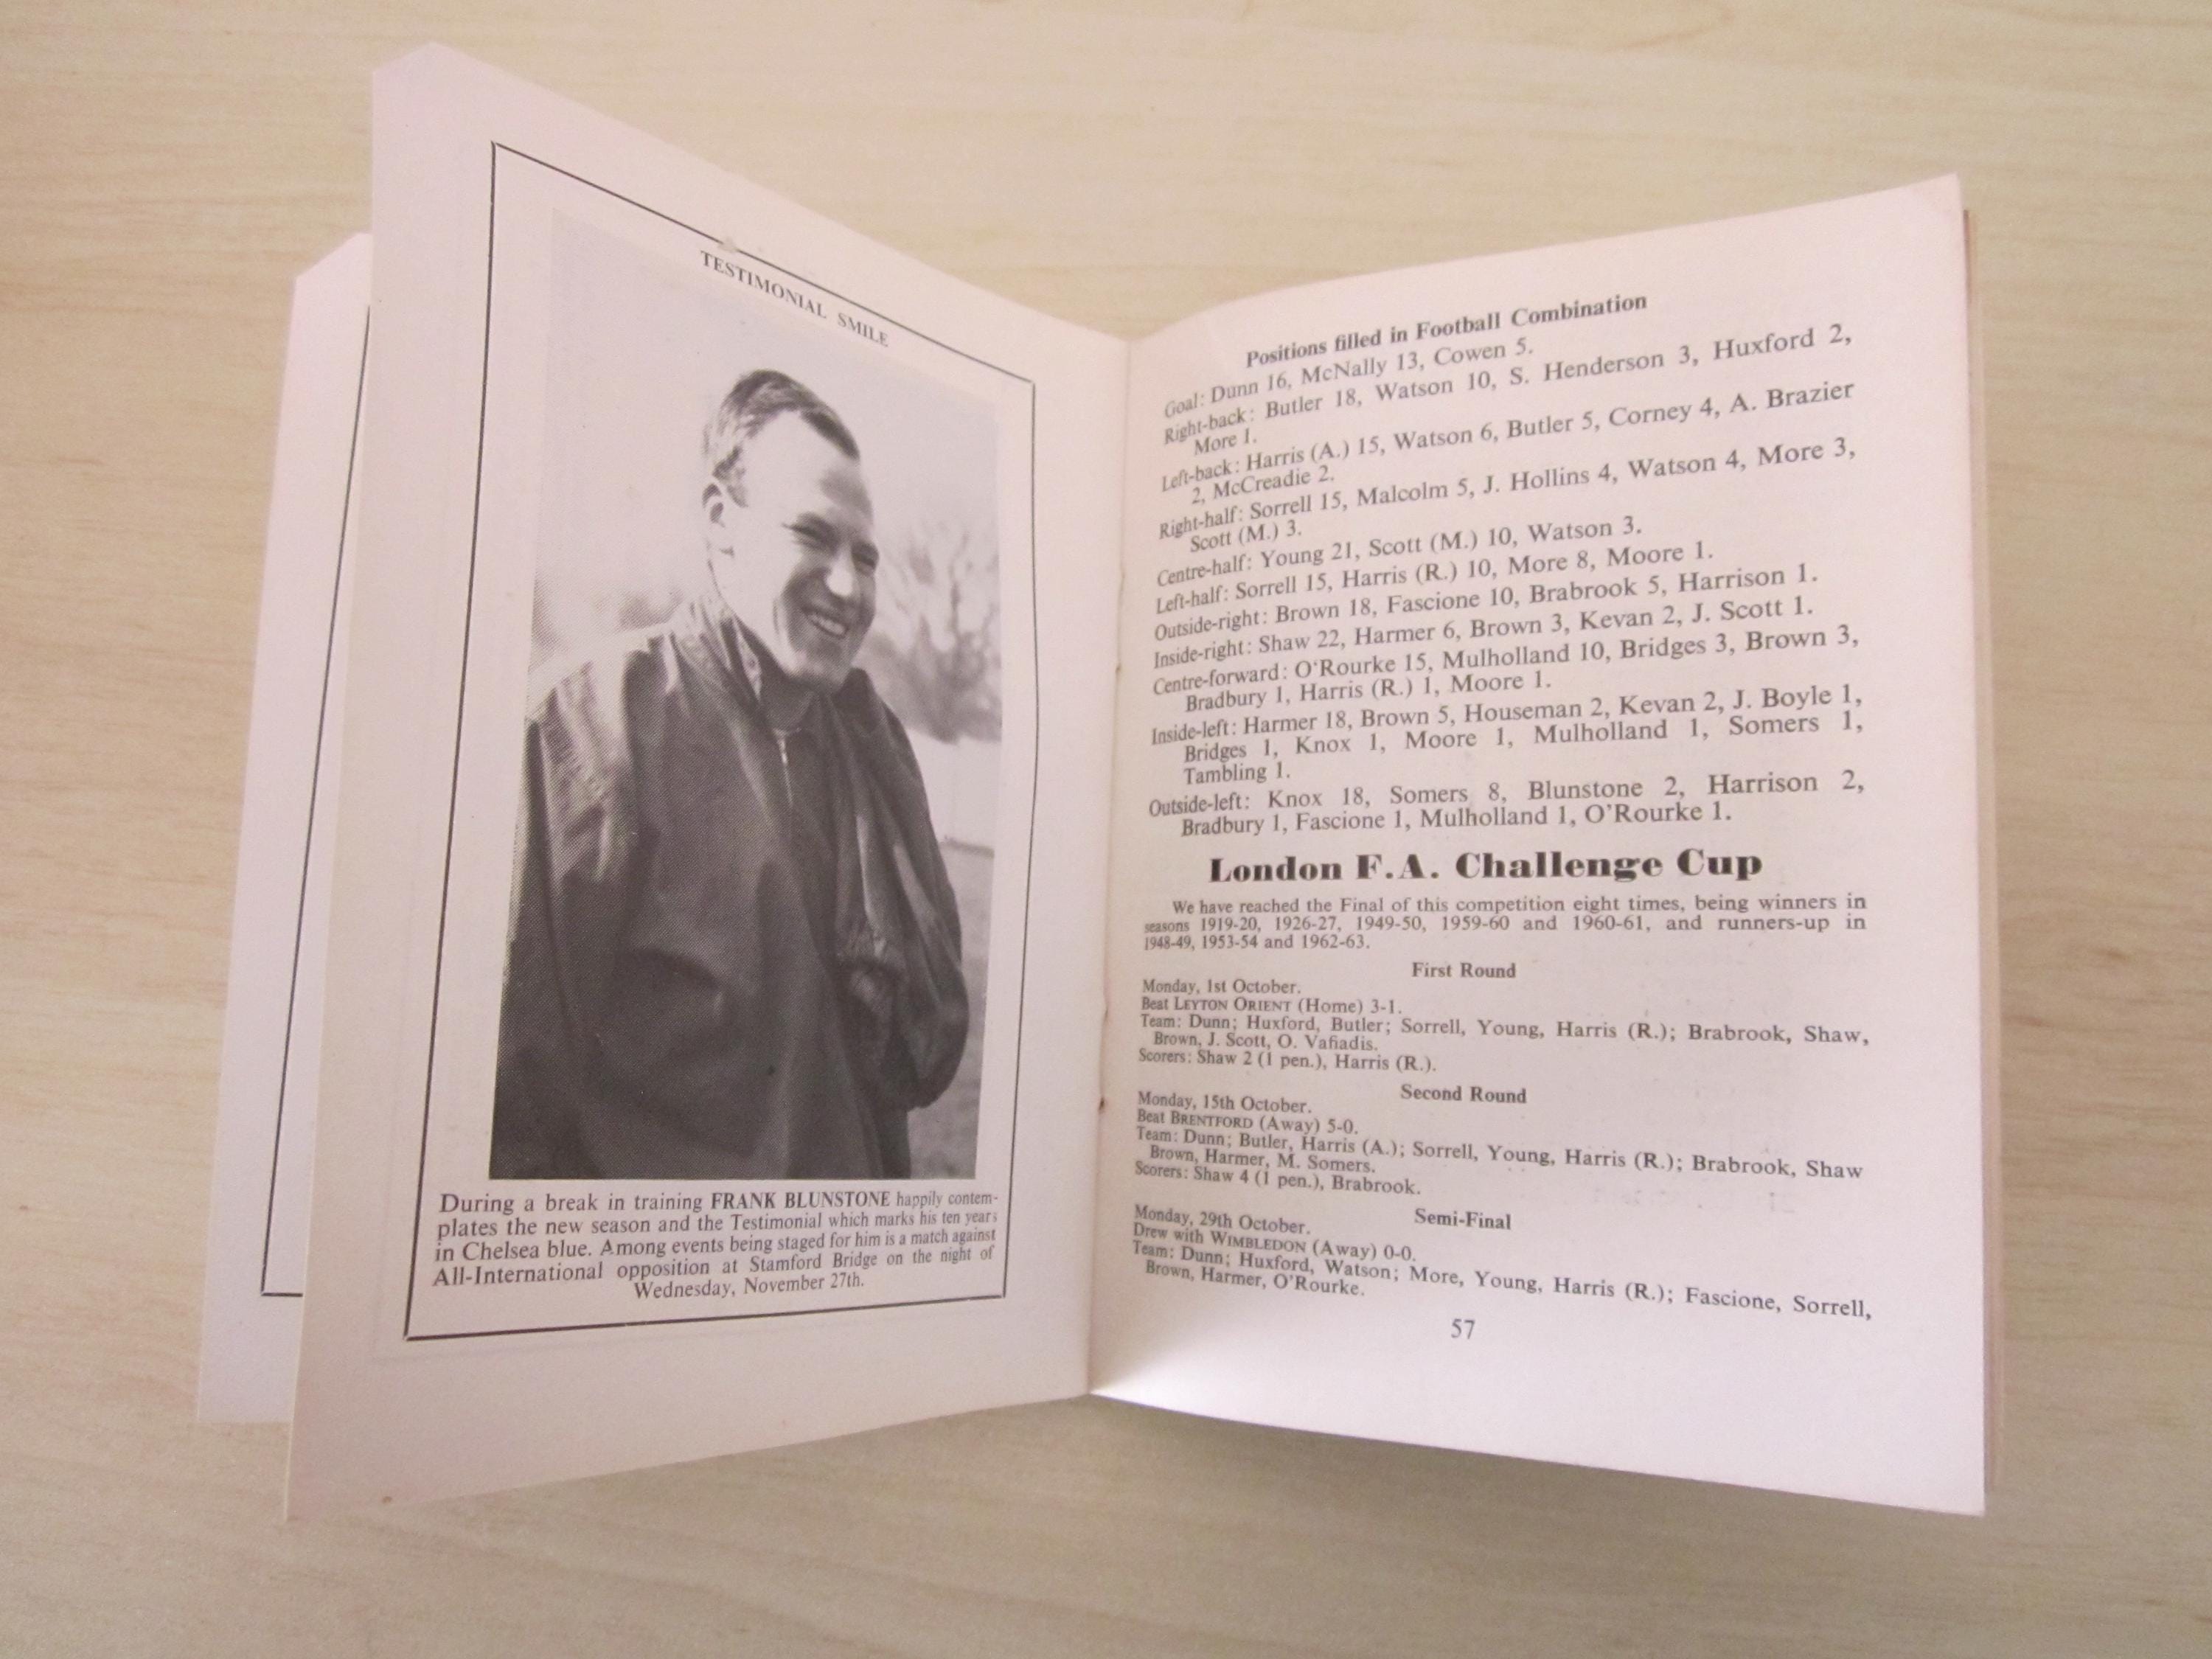 TESTIMONIAL SMILE
During a break in training FRANK BLUNSTONE happily contem-
plates the new season and the Testimonial which marks his ten years
in Chelsea blue. Among events being staged for him is a match against
All-International opposition at Stamford Bridge on the night of
Wednesday, November 27th.
Positions filled in Football Combination
Goal: Dunn 16, McNally 13, Cowen 5.
Right-back: Butler 18, Watson 10, S. Henderson 3, Huxford 2,
More 1.
Left-back: Harris (A.) 15, Watson 6, Butler 5, Corney 4, A. Brazier
2, McCreadie 2.
Right-half: Sorrell 15, Malcolm 5, J. Hollins 4, Watson 4, More 3,
Scott (M.) 3.
Centre-half: Young 21, Scott (M.) 10, Watson 3.
Left-half: Sorrell 15, Harris (R.) 10, More 8, Moore 1.
Outside-right: Brown 18, Fascione 10, Brabrook 5, Harrison 1.
Inside-right: Shaw 22, Harmer 6, Brown 3, Kevan 2, J. Scott 1.
Centre-forward: O'Rourke 15, Mulholland 10, Bridges 3, Brown 3,
Bradbury 1, Harris (R.) 1, Moore 1.
Inside-left: Harmer 18, Brown 5, Houseman 2, Kevan 2, J. Boyle 1,
Bridges 1, Knox 1, Moore 1, Mulholland 1, Somers 1,
Tambling 1.
Outside-left: Knox 18, Somers 8, Blunstone 2, Harrison 2,
Bradbury 1, Fascione 1, Mulholland 1, O'Rourke 1.
London F.A. Challenge Cup
We have reached the Final of this competition eight times, being winners in
seasons 1919-20, 1926-27, 1949-50, 1959-60 and 1960-61, and runners-up in
1948-49, 1953-54 and 1962-63.
First Round
Monday, 1st October.
Beat LEYTON ORIENT (Home) 3-1.
Team: Dunn; Huxford, Butler; Sorrell, Young, Harris (R.); Brabrook, Shaw,
Brown, J. Scott, O. Vafiadis.
Scorers: Shaw 2 (1 pen.), Harris (R.).
Second Round
Monday, 15th October.
Beat BRENTFORD (Away) 5-0.
Team: Dunn; Butler, Harris (A.); Sorrell, Young, Harris (R.); Brabrook, Shaw
Brown, Harmer, M. Somers.
Scorers: Shaw 4 (1 pen.), Brabrook.
Semi-Final
Monday, 29th October.
Drew with WIMBLEDON (Away) 0-0.
Team: Dunn; Huxford, Watson; More, Young, Harris (R.); Fascione, Sorrell,
Brown, Harmer, O'Rourke.
57